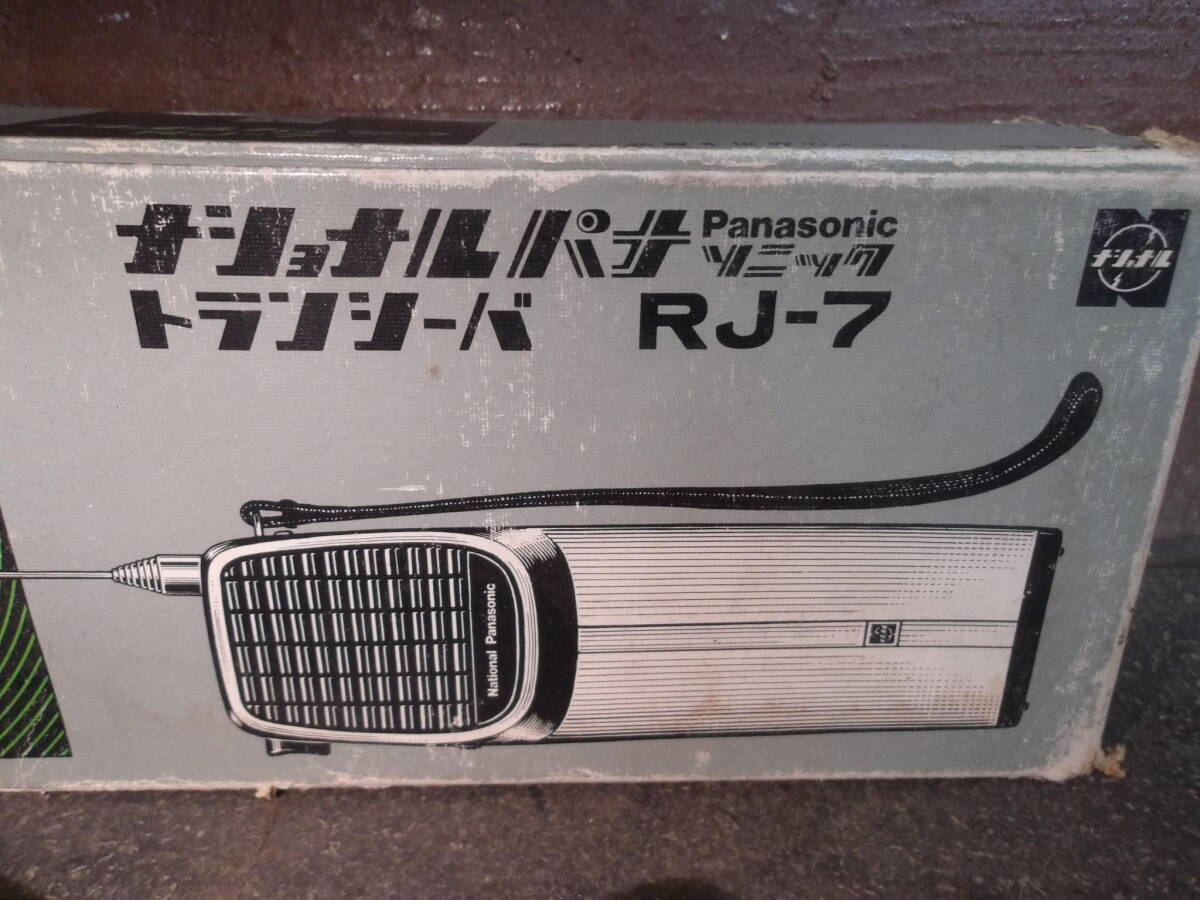 ナショナルパナソニック Panasonic
トランシーバ RJ-7
ナショナル
National Panasonic